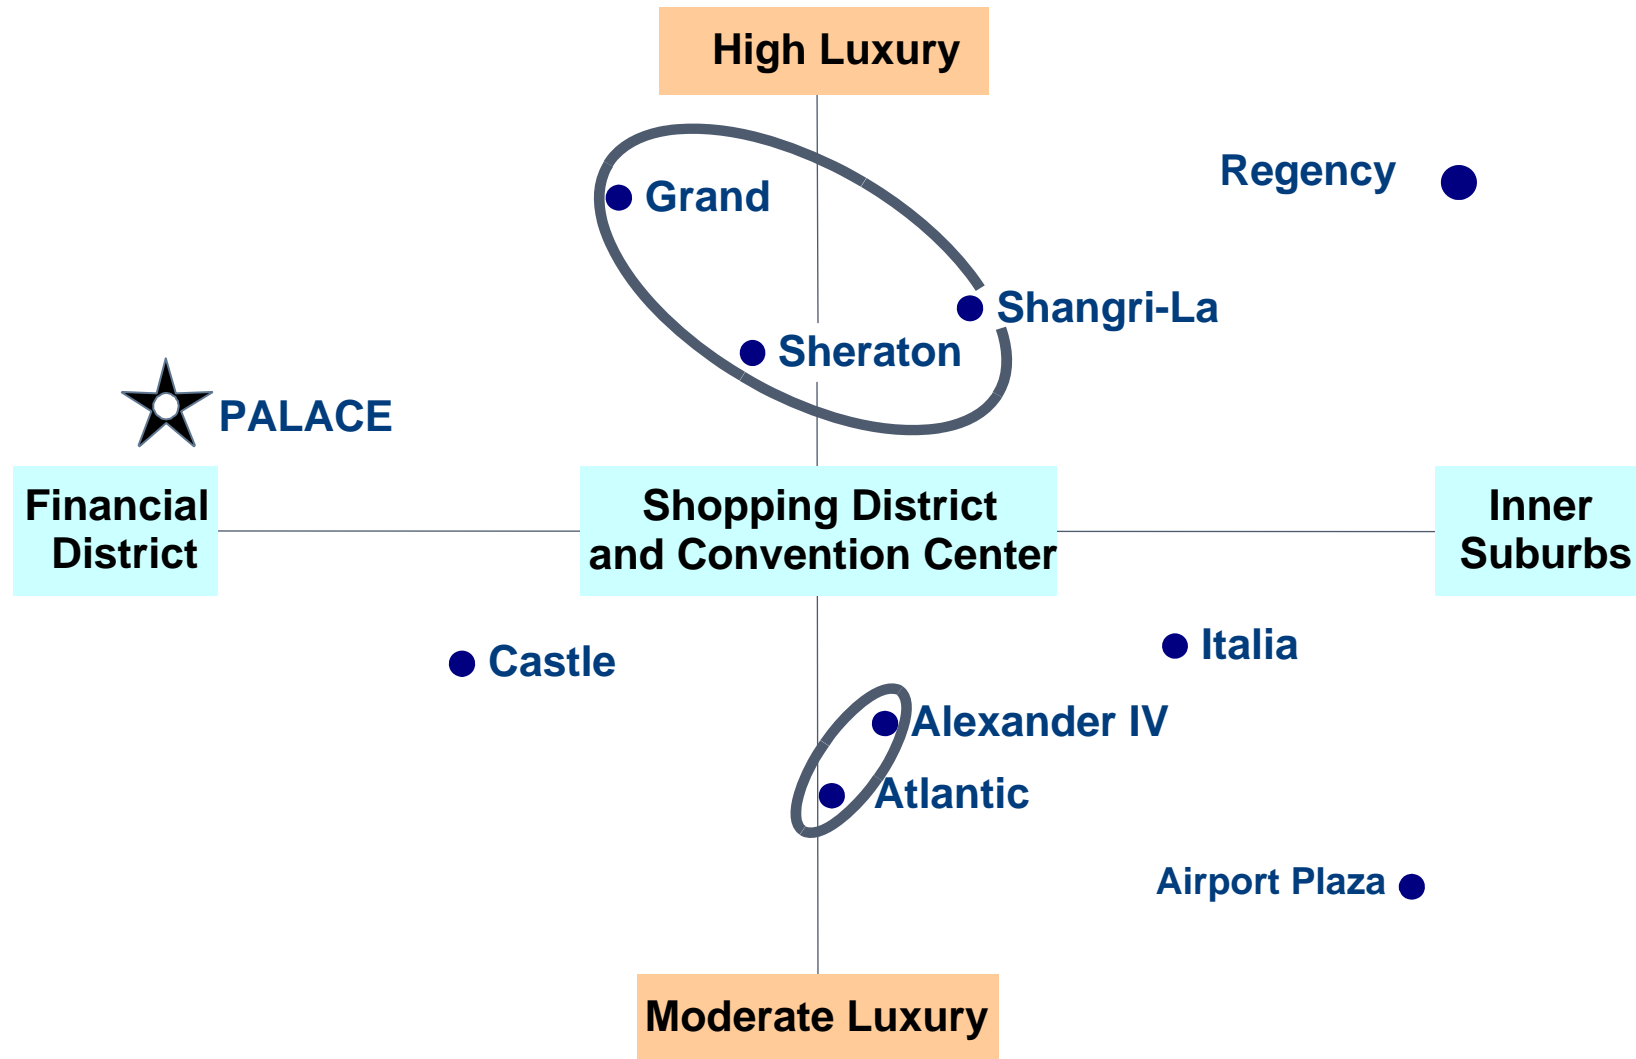 High Luxury
Regency
Grand
Shangri-La
Sheraton
PALACE
Financial
District
Shopping District
and Convention Center
Inner
Suburbs
Castle
Italia
Alexander IV
Atlantic
Airport Plaza
Moderate Luxury